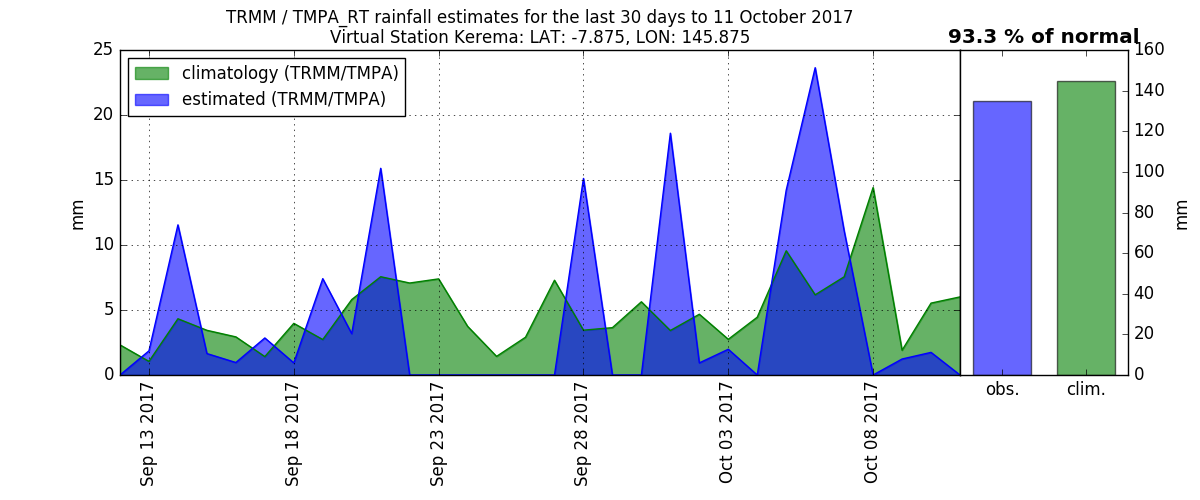 TRMM / TMPA_RT rainfall estimates for the last 30 days to 11 October 2017
Virtual Station Kerema: LAT: -7.875, LON: 145.875
93.3 % of normal
climatology (TRMM/TMPA)
estimated (TRMM/TMPA)
25
20
15
10
5
0
mm
Sep 13 2017
Sep 18 2017
Sep 23 2017
Sep 28 2017
Oct 03 2017
Oct 08 2017
obs.
clim.
160
140
120
100
80
60
40
20
0
mm